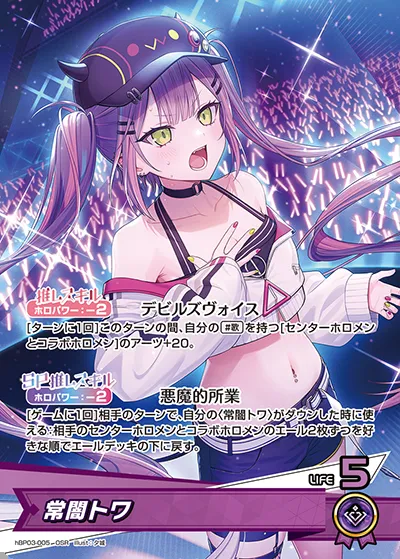 推しスキル
ホロパワー:-2
デビルズヴォイス
[ターンに1回]このターンの間、自分の#歌を持つ[センターホロメン
とコラボホロメン]のアーツ+20。
SP推しスキル
ホロパワー:-2
悪魔的所業
[ゲームに1回]相手のターンで、自分の〈常闇トワ〉がダウンした時に使
える:相手のセンターホロメンとコラボホロメンのエール2枚ずつを好
きな順でエールデッキの下に戻す。
LIFE 5
常闇トワ
hBP03-005 OSR illust:夕城